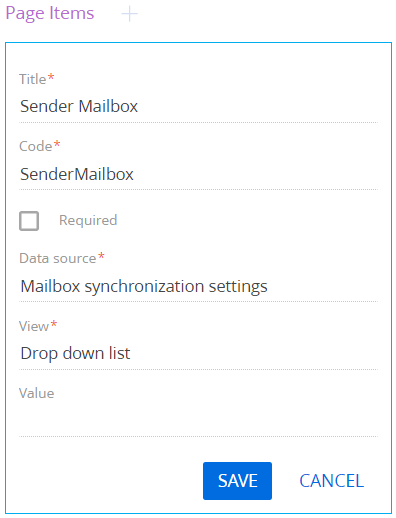 Page Items
Title*
Sender Mailbox
Code*
SenderMailbox
Required
Data source*
Mailbox synchronization settings
View*
Drop down list
Value
SAVE CANCEL